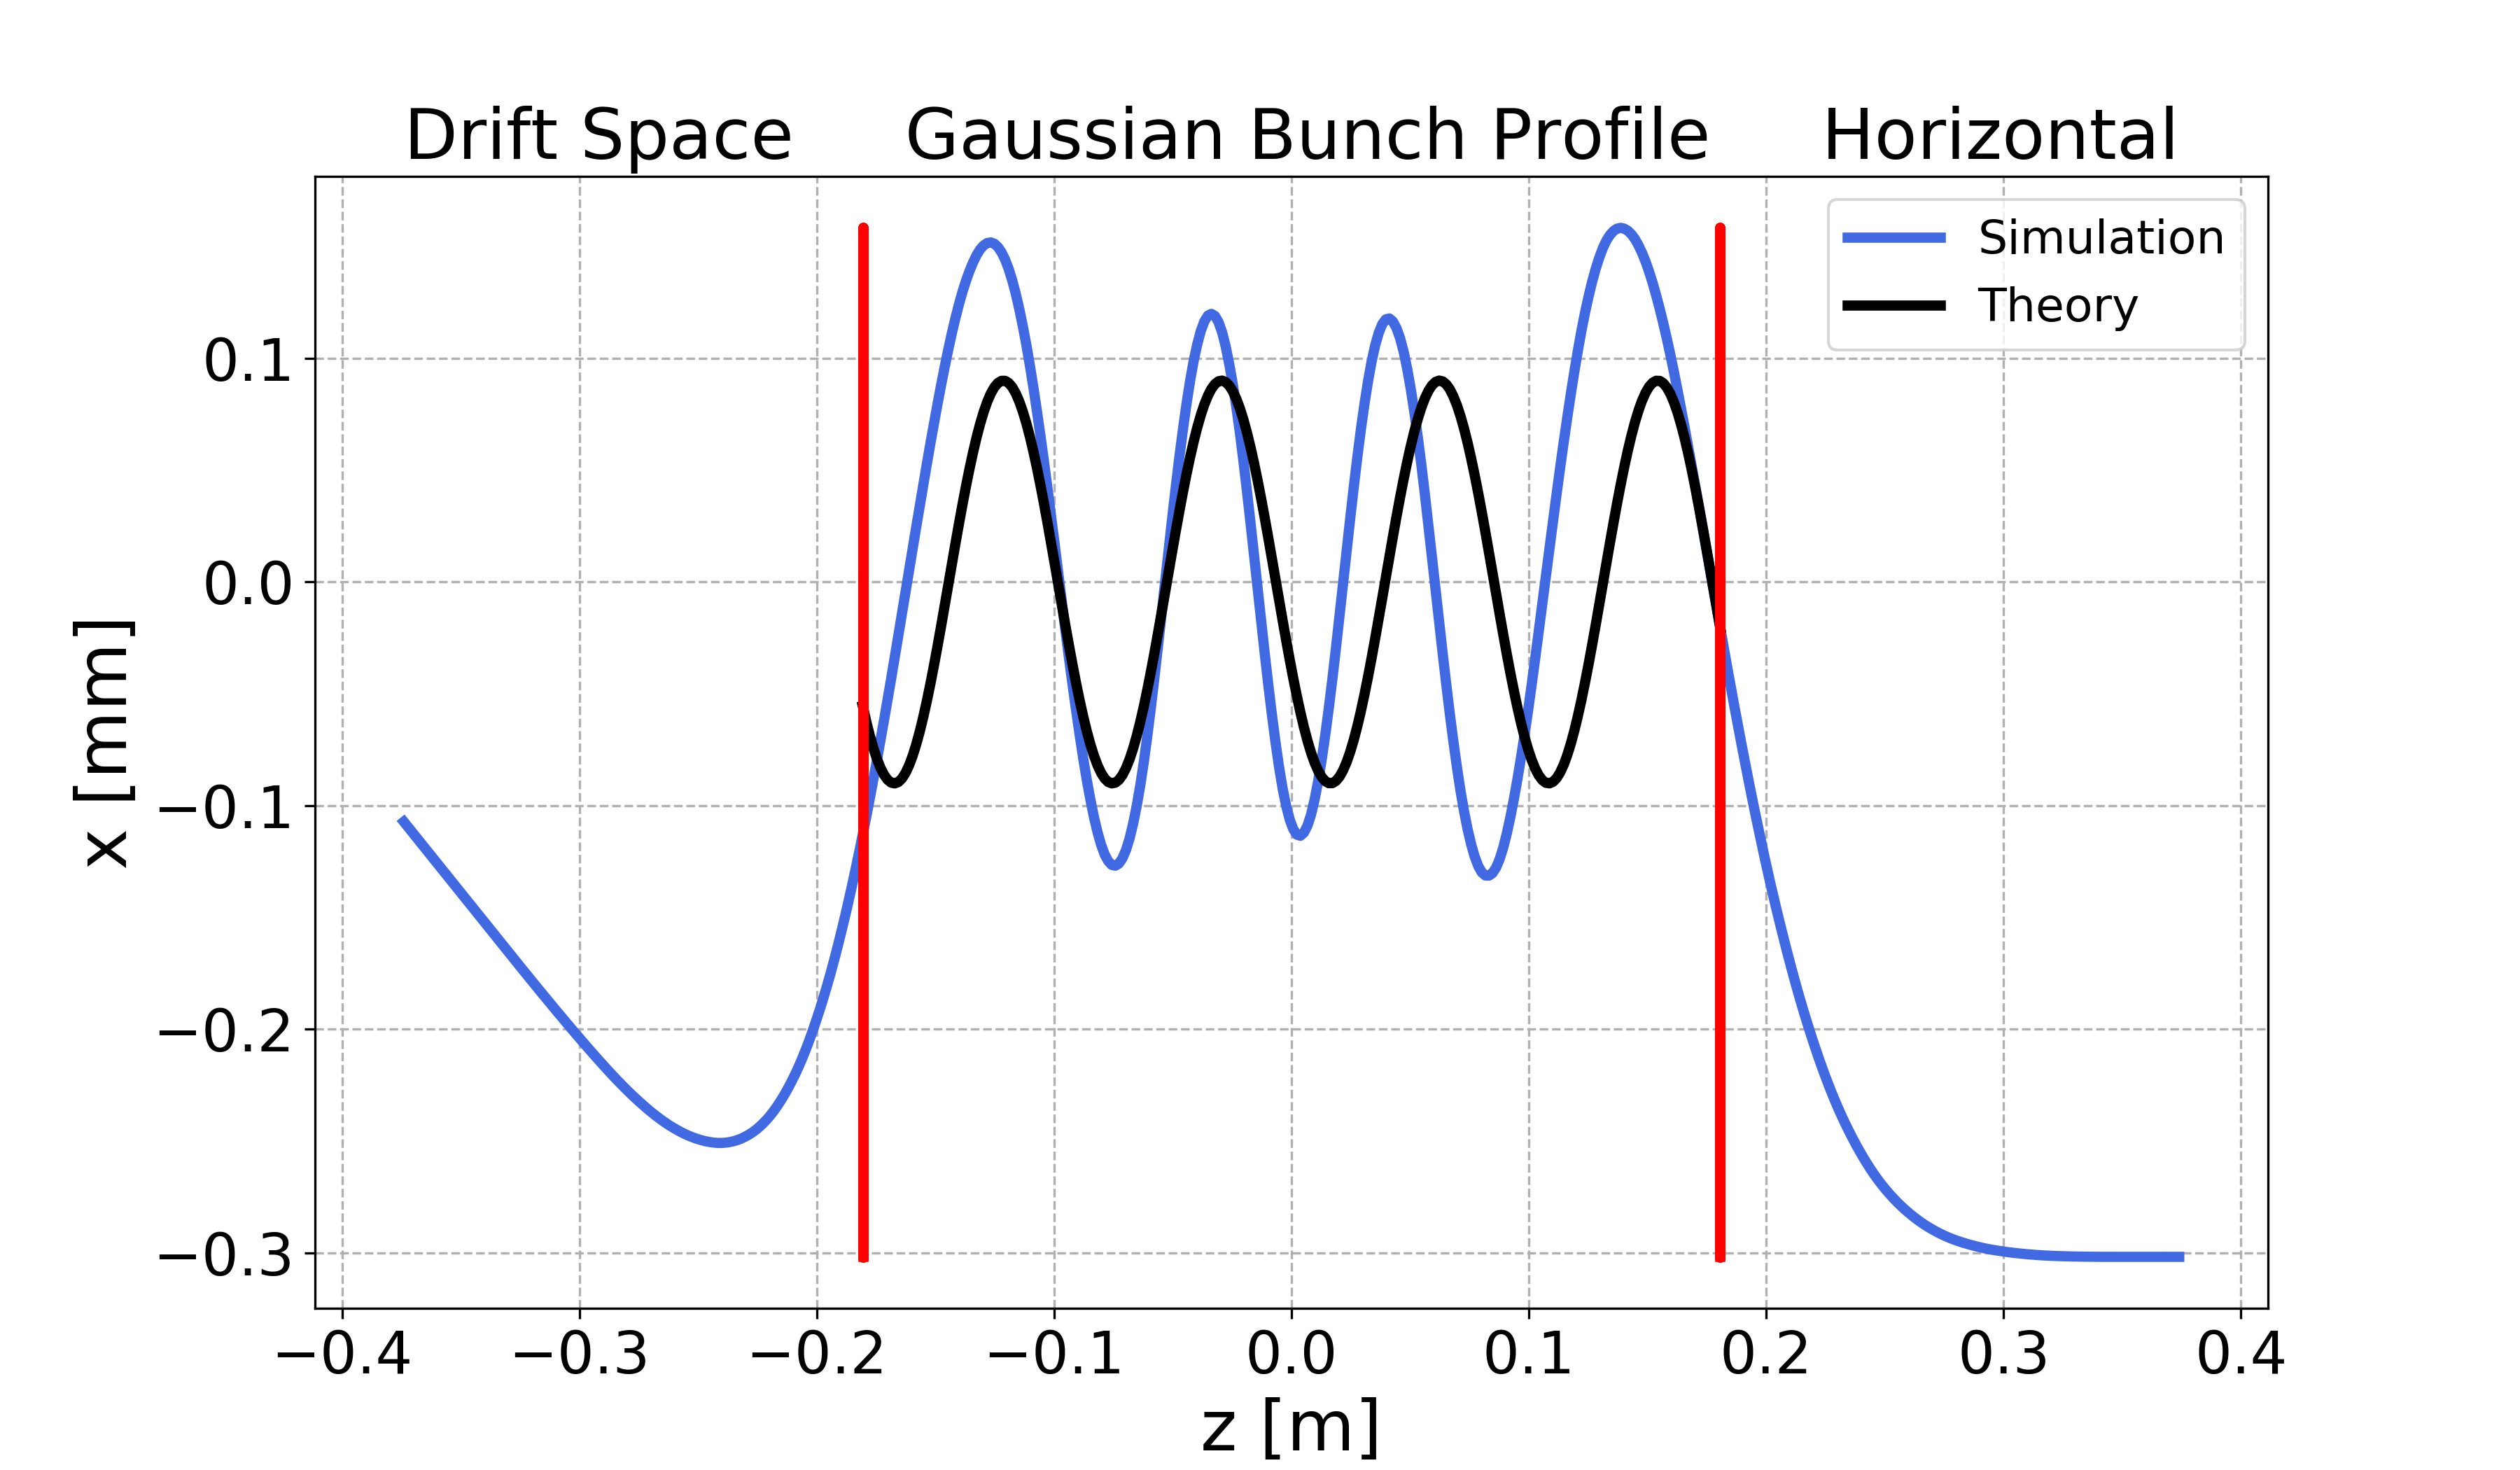 Drift Space Gaussian Bunch Profile Horizontal
Simulation
Theory
0.1
0.0
−0.1
−0.2
−0.3
x [mm]
−0.4 −0.3 −0.2 −0.1 0.0 0.1 0.2 0.3 0.4
z [m]